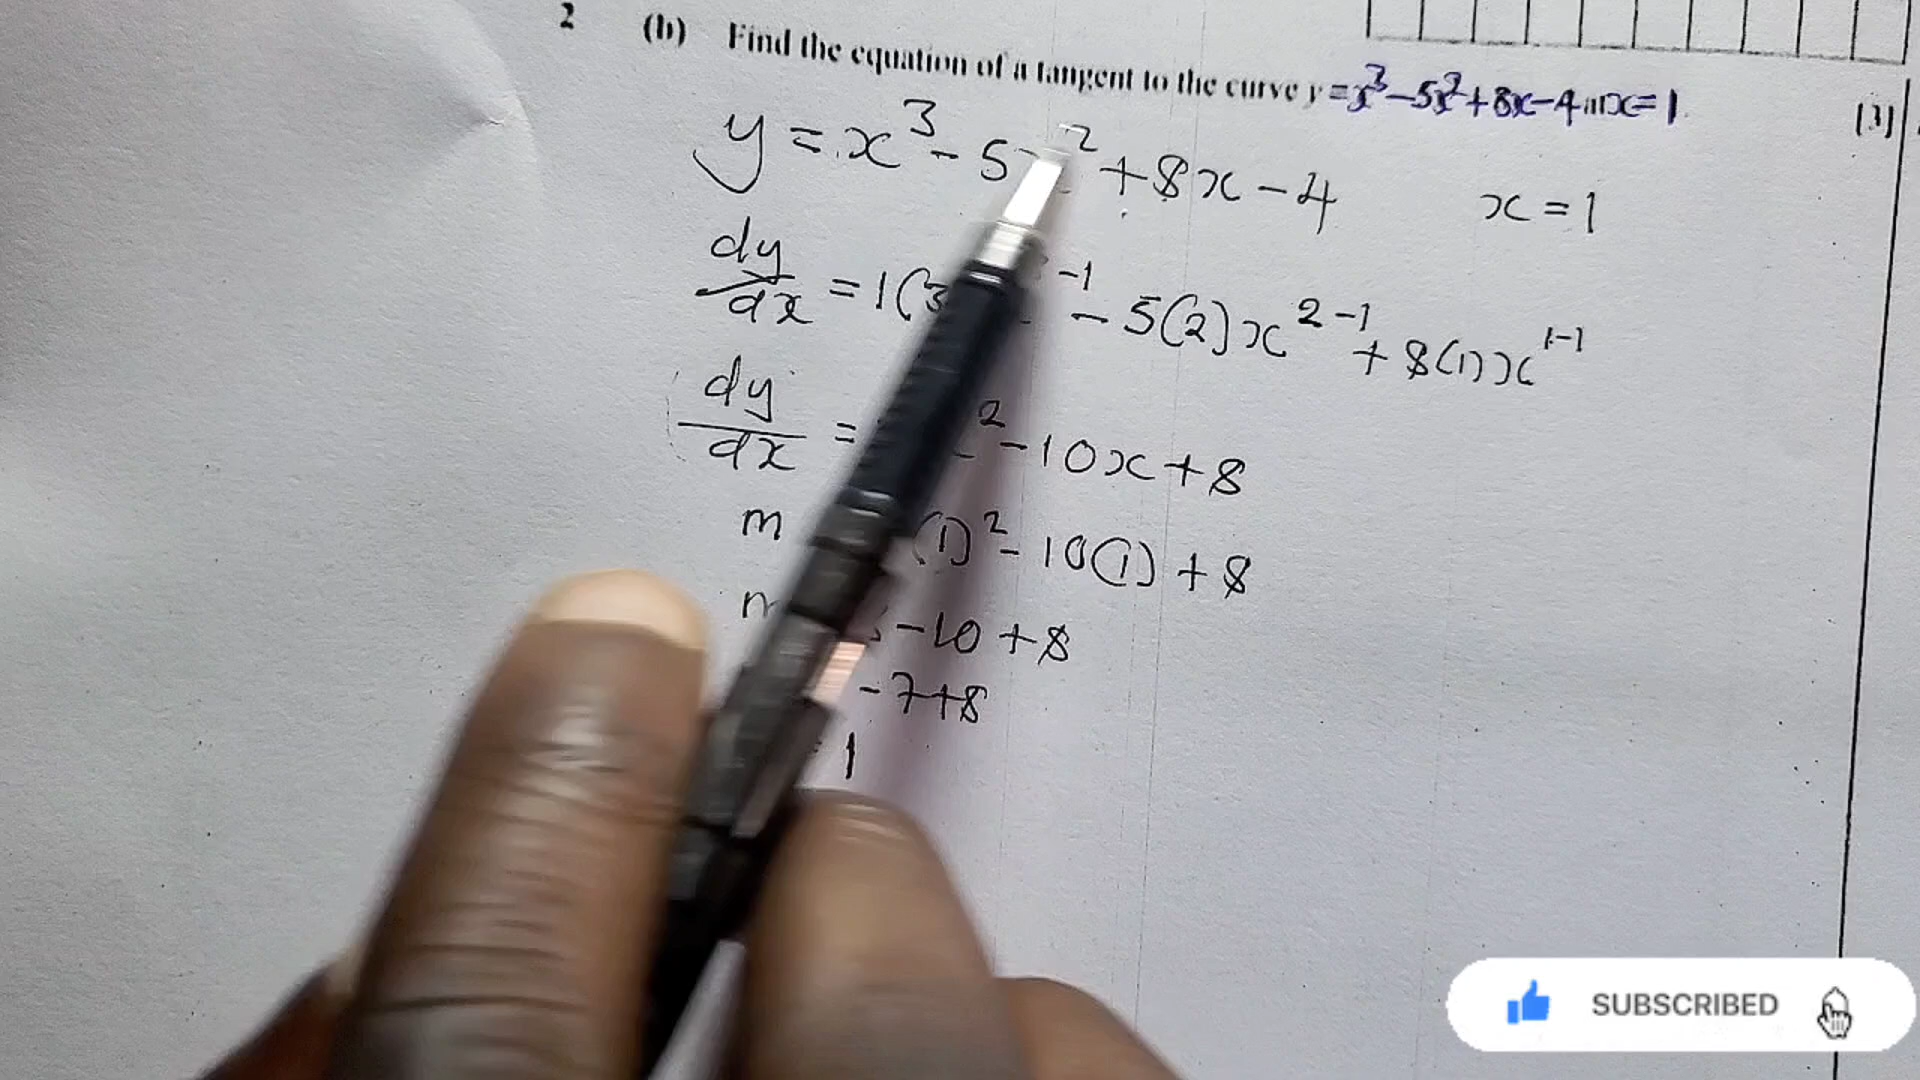 2 (b) Find the equation of a tangent to the curve y = x³ - 5x² + 8x - 4 at x = 1. [3]
y = x³ - 5x² + 8x - 4 x = 1
dy/dx = 1(3 -1 - 5(2)x²⁻¹ + 8(1)x¹⁻¹
dy/dx = ² - 10x + 8
m (1)² - 10(1) + 8
m - 10 + 8
- 7 + 8
= 1
SUBSCRIBED